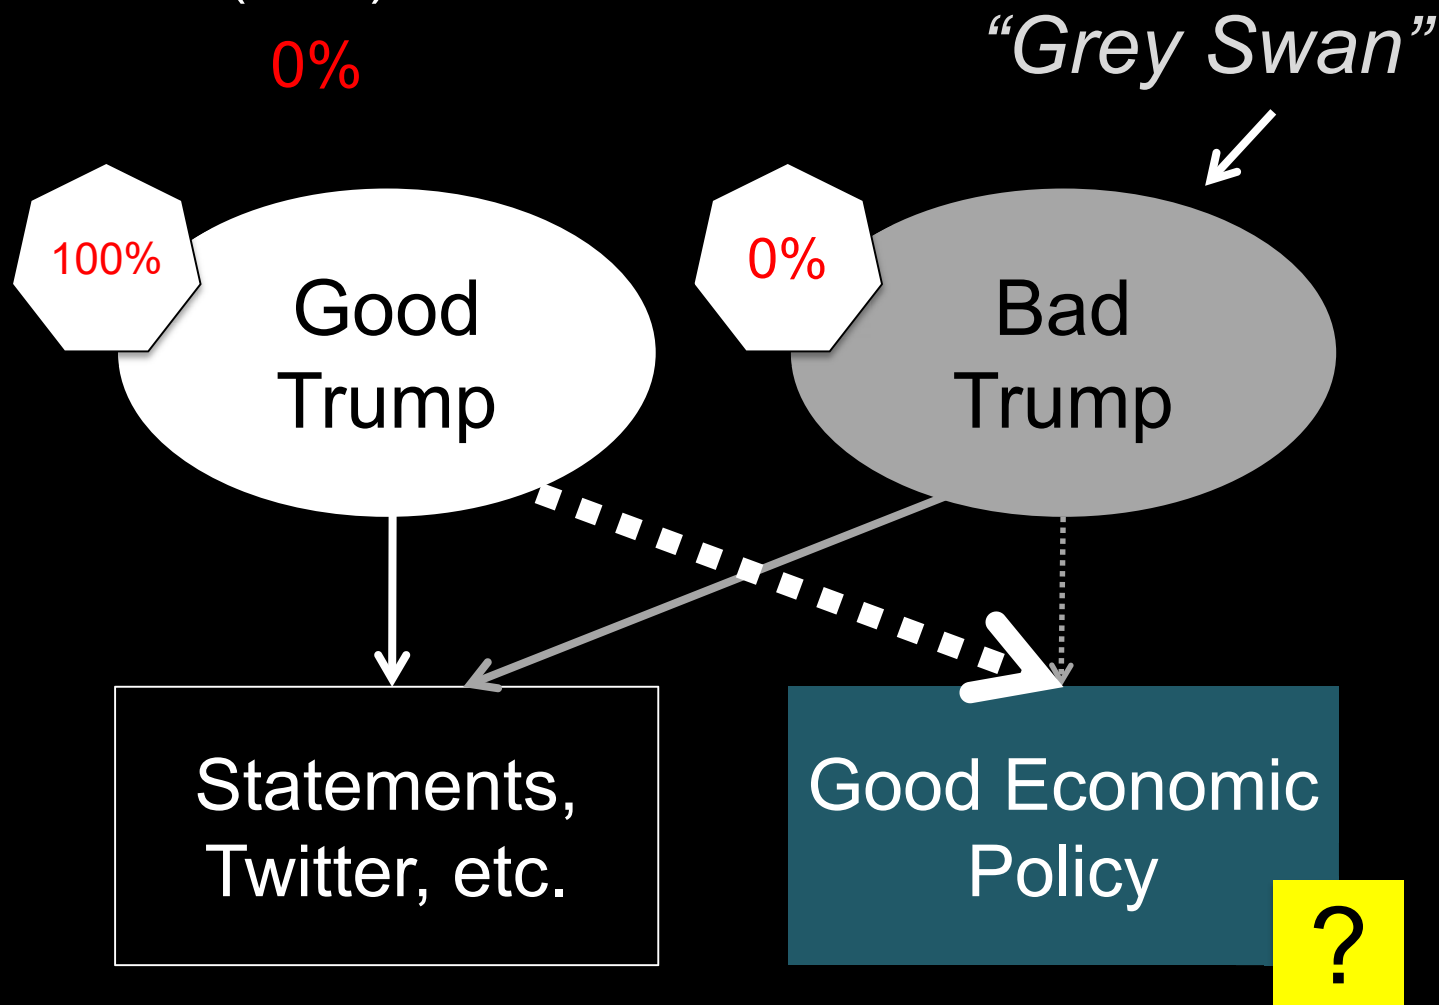 0%
“Grey Swan”
100%
Good
Trump
0%
Bad
Trump
Statements,
Twitter, etc.
Good Economic
Policy
?